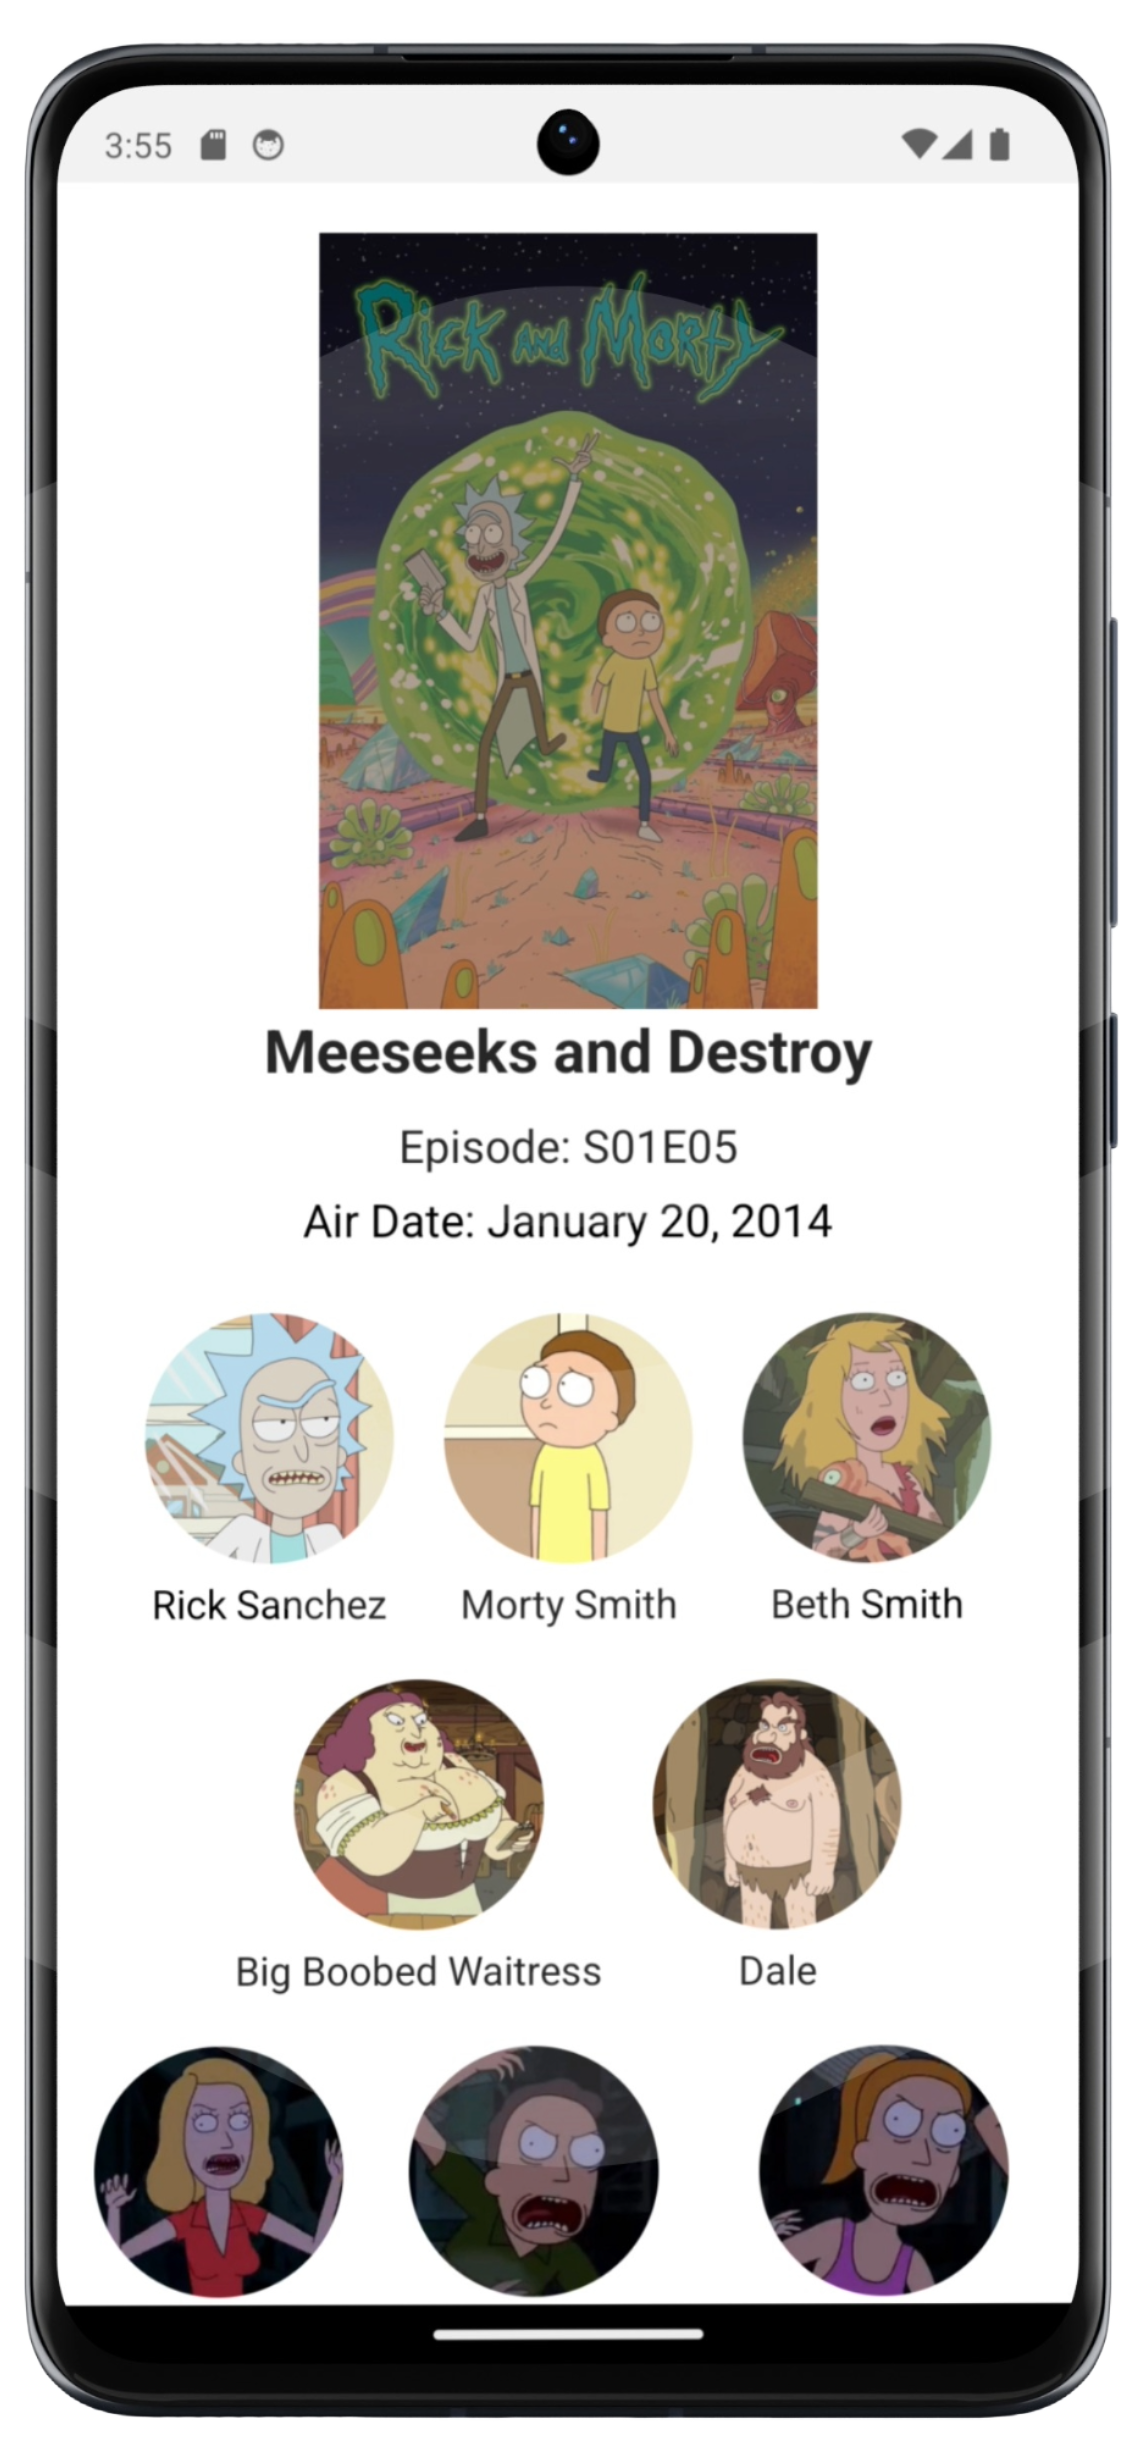 3:55
Rick and Morty
Meeseeks and Destroy
Episode: S01E05
Air Date: January 20, 2014
Rick Sanchez
Morty Smith
Beth Smith
Big Boobed Waitress
Dale